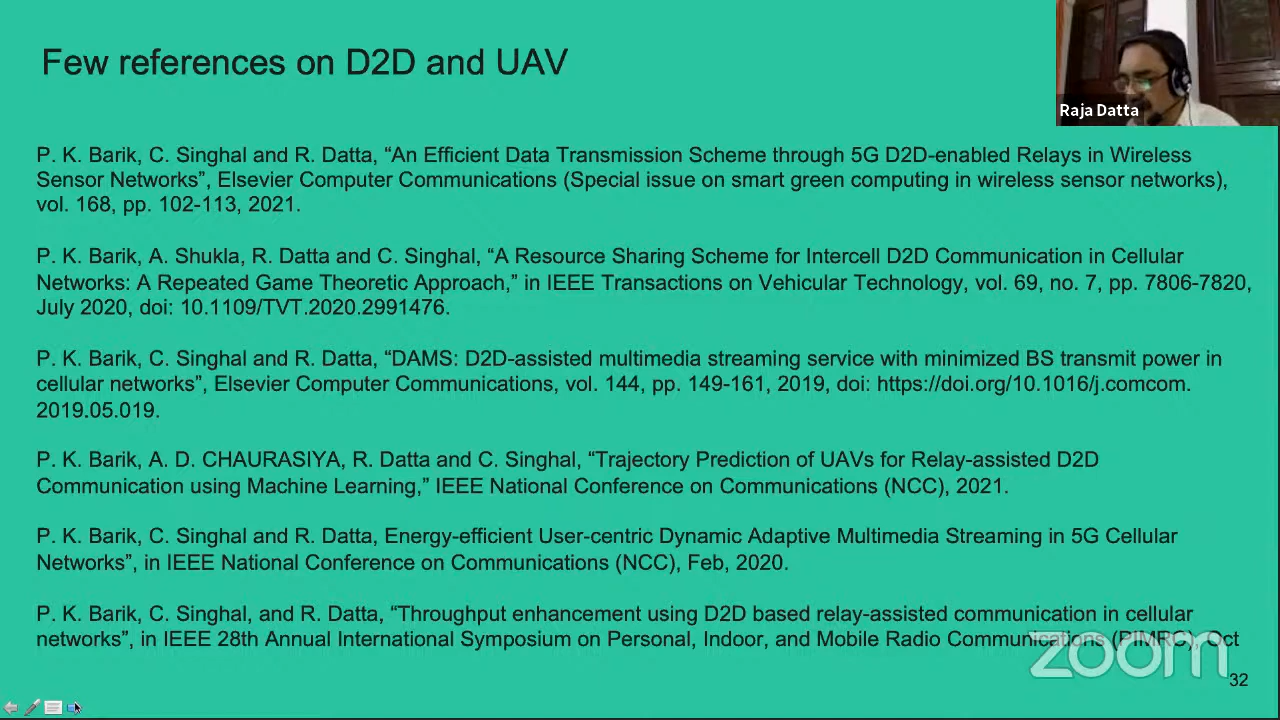 Few references on D2D and UAV
Raja Datta
P. K. Barik, C. Singhal and R. Datta, “An Efficient Data Transmission Scheme through 5G D2D-enabled Relays in Wireless
Sensor Networks”, Elsevier Computer Communications (Special issue on smart green computing in wireless sensor networks),
vol. 168, pp. 102-113, 2021.
P. K. Barik, A. Shukla, R. Datta and C. Singhal, “A Resource Sharing Scheme for Intercell D2D Communication in Cellular
Networks: A Repeated Game Theoretic Approach,” in IEEE Transactions on Vehicular Technology, vol. 69, no. 7, pp. 7806-7820,
July 2020, doi: 10.1109/TVT.2020.2991476.
P. K. Barik, C. Singhal and R. Datta, “DAMS: D2D-assisted multimedia streaming service with minimized BS transmit power in
cellular networks”, Elsevier Computer Communications, vol. 144, pp. 149-161, 2019, doi: https://doi.org/10.1016/j.comcom.
2019.05.019.
P. K. Barik, A. D. CHAURASIYA, R. Datta and C. Singhal, “Trajectory Prediction of UAVs for Relay-assisted D2D
Communication using Machine Learning,” IEEE National Conference on Communications (NCC), 2021.
P. K. Barik, C. Singhal and R. Datta, Energy-efficient User-centric Dynamic Adaptive Multimedia Streaming in 5G Cellular
Networks”, in IEEE National Conference on Communications (NCC), Feb, 2020.
P. K. Barik, C. Singhal, and R. Datta, “Throughput enhancement using D2D based relay-assisted communication in cellular
networks”, in IEEE 28th Annual International Symposium on Personal, Indoor, and Mobile Radio Communications (PIMRC), Oct
zoom
32